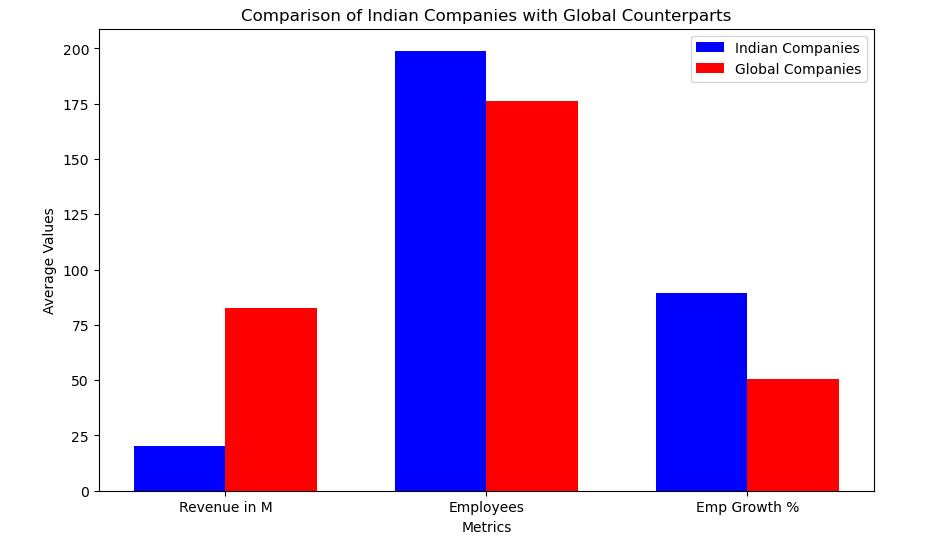 Comparison of Indian Companies with Global Counterparts
Indian Companies
Global Companies
Average Values
200
175
150
125
100
75
50
25
0
Revenue in M
Employees
Emp Growth %
Metrics